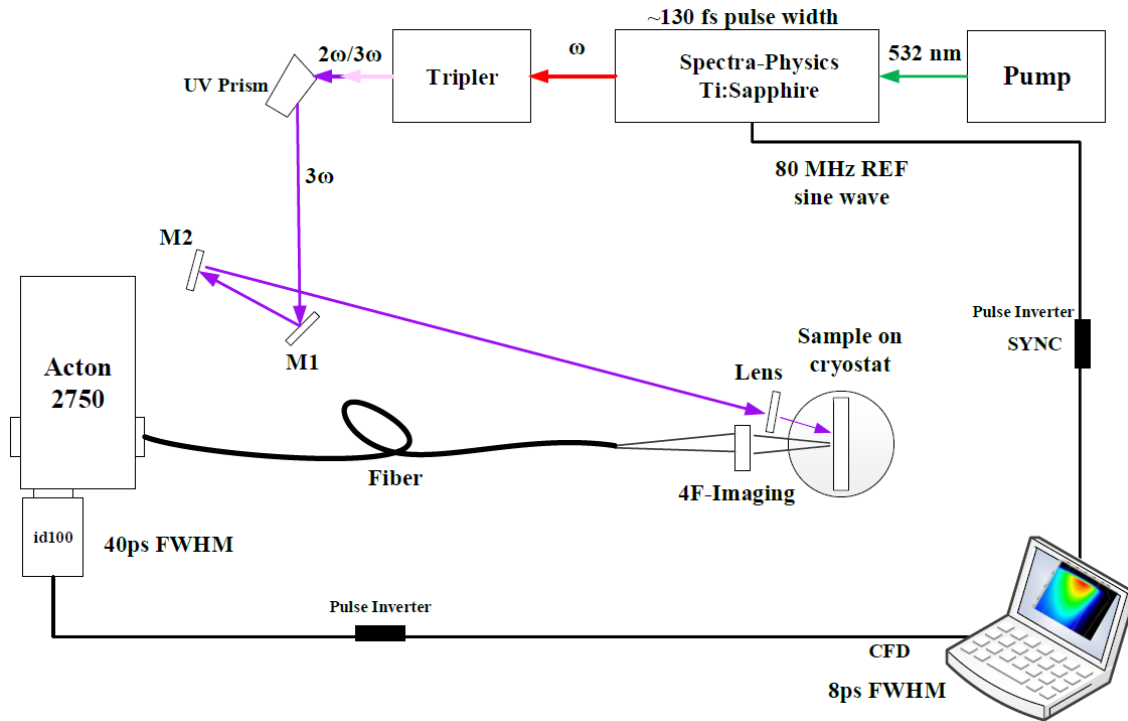 ~130 fs pulse width
2ω/3ω
ω
532 nm
UV Prism
Tripler
Spectra-Physics
Ti:Sapphire
Pump
3ω
80 MHz REF
sine wave
M2
M1
Acton
2750
Pulse Inverter
SYNC
Sample on
cryostat
Lens
Fiber
4F-Imaging
id100
40ps FWHM
Pulse Inverter
CFD
8ps FWHM